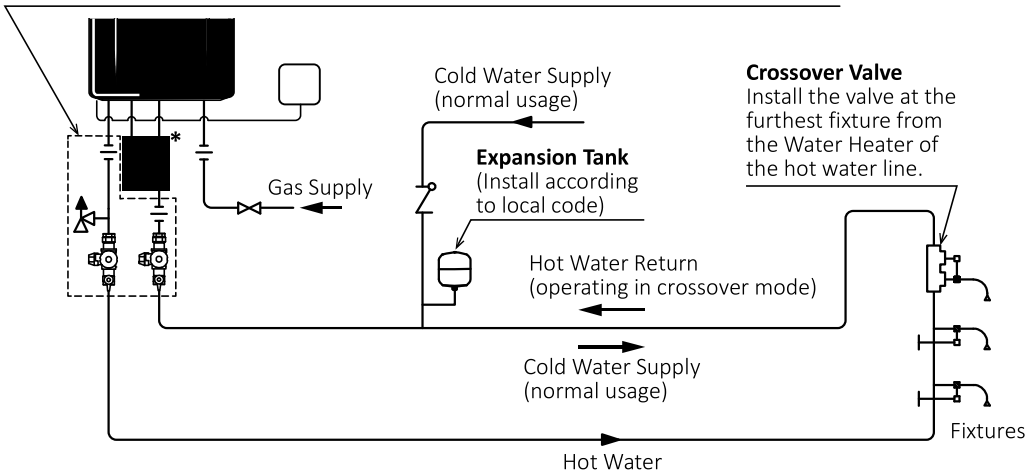 Cold Water Supply
(normal usage)
Crossover Valve
Install the valve at the
furthest fixture from
the Water Heater of
the hot water line.
*
Expansion Tank
(Install according
to local code)
Gas Supply
Hot Water Return
(operating in crossover mode)
Cold Water Supply
(normal usage)
Fixtures
Hot Water